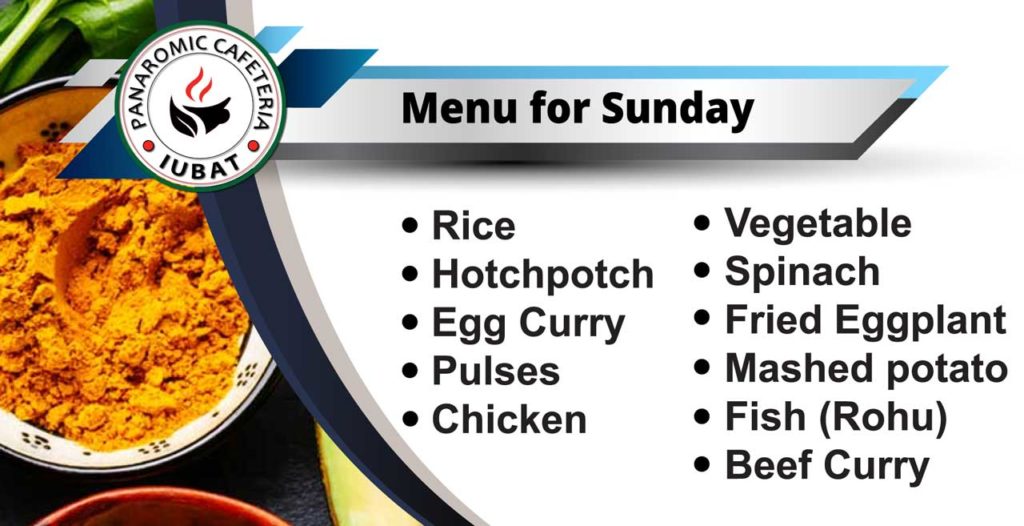 PANAROMIC CAFETERIA
IUBAT
Menu for Sunday
• Rice
• Hotchpotch
• Egg Curry
• Pulses
• Chicken
• Vegetable
• Spinach
• Fried Eggplant
• Mashed potato
• Fish (Rohu)
• Beef Curry